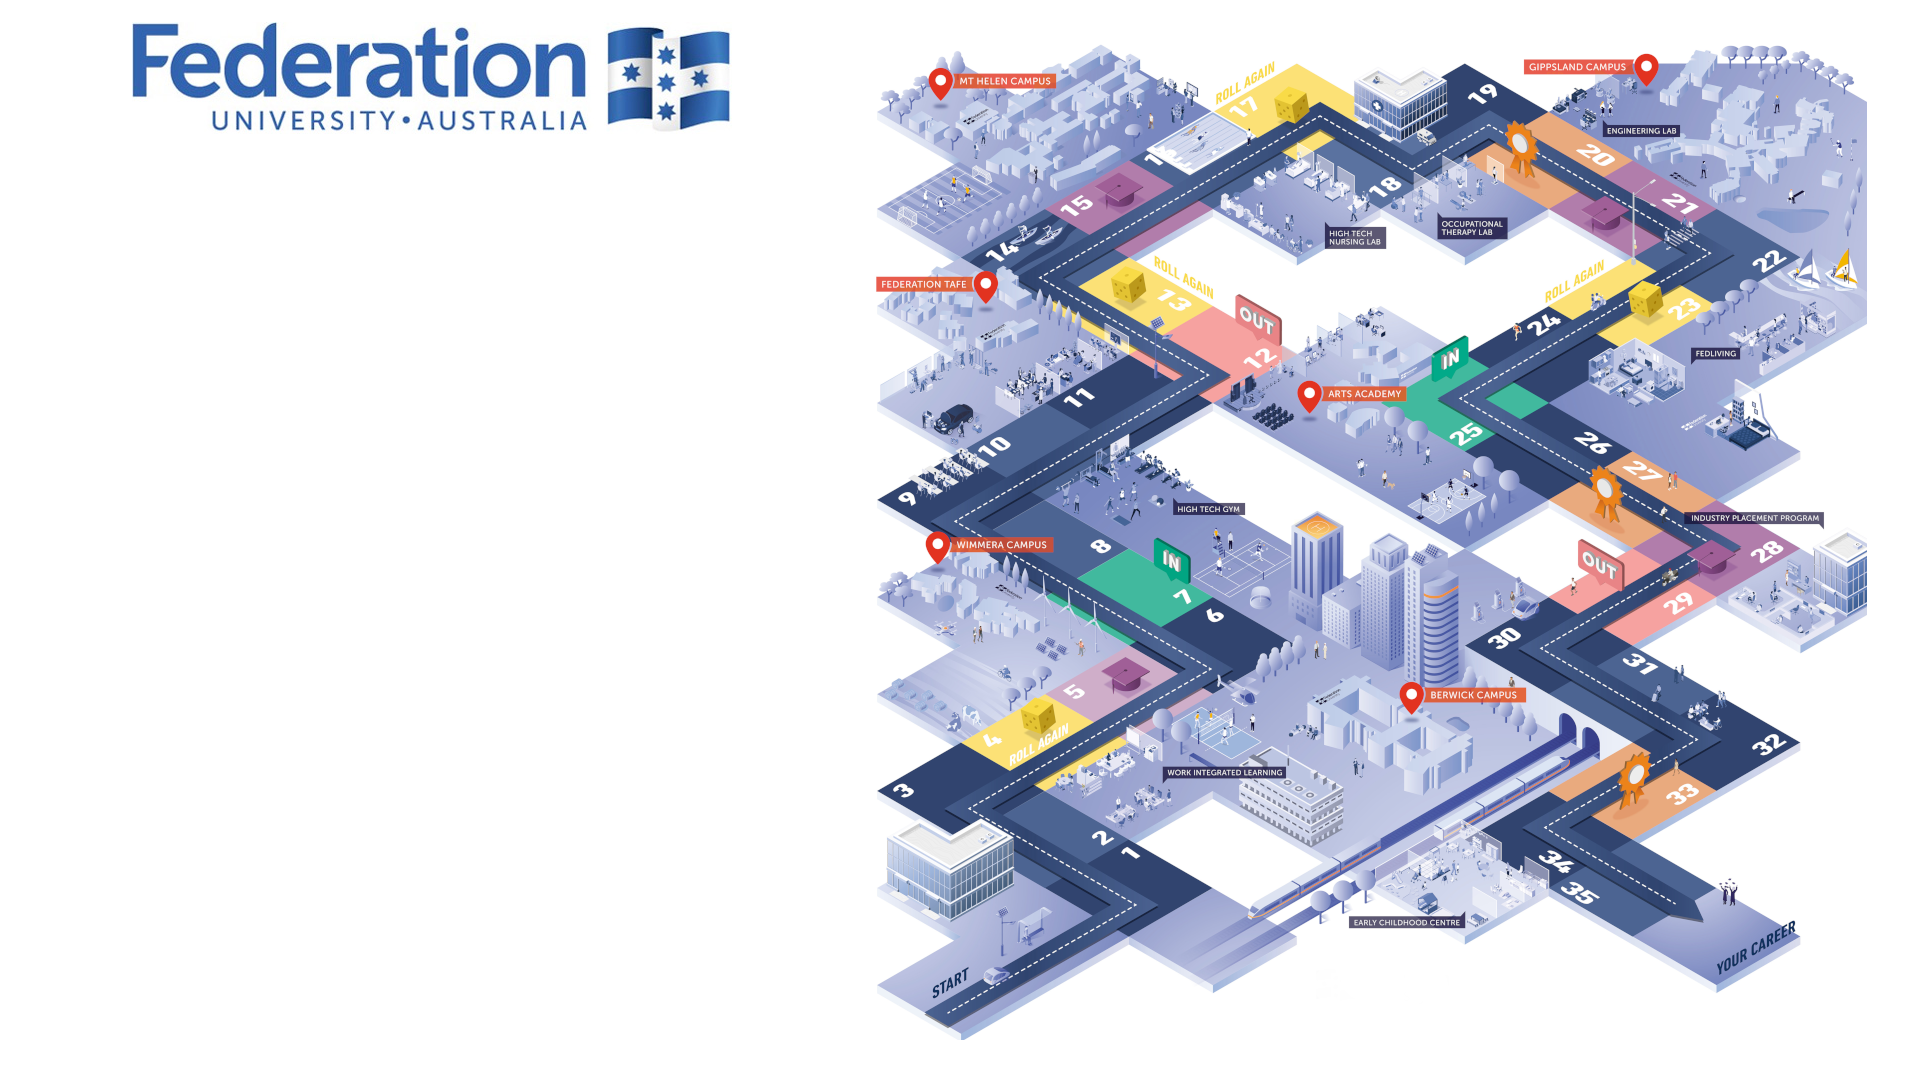 Federation
UNIVERSITY•AUSTRALIA
MT HELEN CAMPUS
GIPPSLAND CAMPUS
ENGINEERING LAB
ROLL AGAIN
17
19
20
21
22
18
15
14
HIGH TECH
NURSING LAB
OCCUPATIONAL
THERAPY LAB
FEDERATION TAFE
ROLL AGAIN
13
OUT
12
ROLL AGAIN
23
24
IN
FEDLIVING
11
ARTS ACADEMY
25
26
27
10
9
HIGH TECH GYM
INDUSTRY PLACEMENT PROGRAM
28
WIMMERA CAMPUS
8
IN
7
6
OUT
29
30
31
5
4
ROLL AGAIN
BERWICK CAMPUS
32
WORK INTEGRATED LEARNING
3
33
2
1
34
35
EARLY CHILDHOOD CENTRE
START
YOUR CAREER